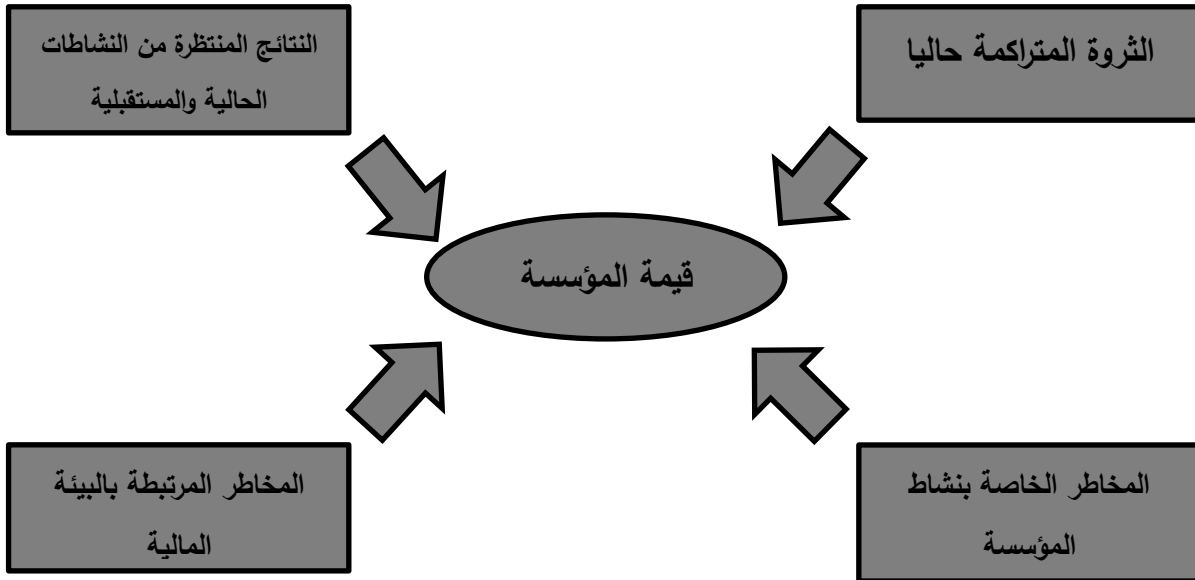 الثروة المتراكمة حاليا
النتائج المنتظرة من النشاطات
الحالية والمستقبلية
قيمة المؤسسة
المخاطر الخاصة بنشاط
المؤسسة
المخاطر المرتبطة بالبيئة
المالية